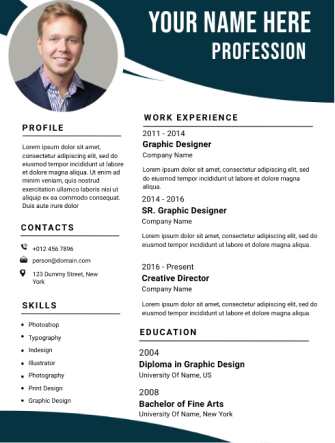 YOUR NAME HERE
PROFESSION
PROFILE
Lorem ipsum dolor sit amet,
consectetur adipiscing elit, sed do
eiusmod tempor incididunt ut
labore et dolore magna aliqua. Ut enim ad
minim veniam, quis nostrud
exercitation ullamco laboris nisi ut
aliquip ex ea commodo consequat.
Duis aute irure dolor
CONTACTS
+012 456 7896
person@domain.com
123 Dummy Street, New
York
SKILLS
Photoshop
Typography
Indesign
Illustrator
Photography
Print Design
Graphic Design
WORK EXPERIENCE
2011 - 2014
Graphic Designer
Company Name
Lorem ipsum dolor sit amet, consectetur adipiscing elit, sed
do eiusmod tempor incididunt ut labore et dolore magna
aliqua.
2014 - 2016
SR. Graphic Designer
Company Name
Lorem ipsum dolor sit amet, consectetur adipiscing elit, sed do
eiusmod tempor incididunt ut labore et dolore magna aliqua.
2016 - Present
Creative Director
Company Name
Lorem ipsum dolor sit amet, consectetur adipiscing elit, sed do
eiusmod tempor incididunt ut labore et dolore magna aliqua.
EDUCATION
2004
Diploma in Graphic Design
University Of Name, US
2008
Bachelor of Fine Arts
University Of Name, New York